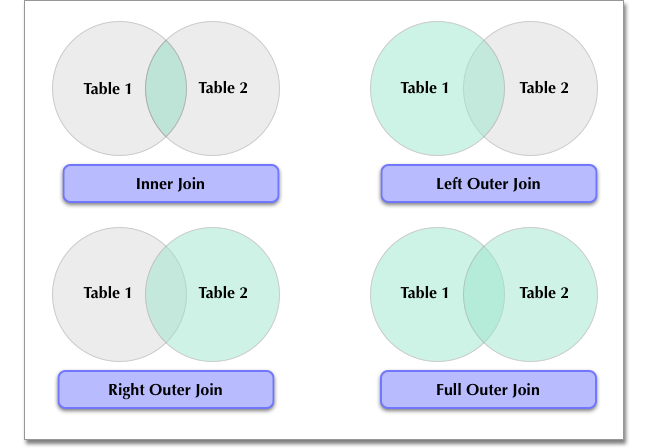 Table 1 Table 2
Table 1 Table 2
Inner Join
Left Outer Join
Table 1 Table 2
Table 1 Table 2
Right Outer Join
Full Outer Join